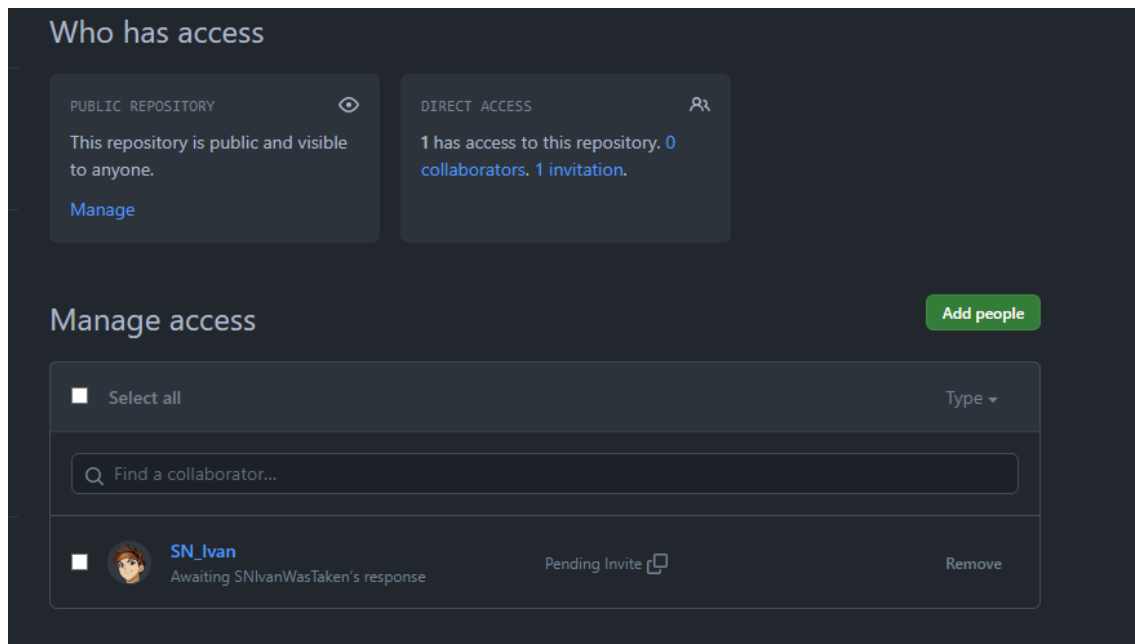 Who has access
PUBLIC REPOSITORY
This repository is public and visible
to anyone.
Manage
DIRECT ACCESS
1 has access to this repository. 0
collaborators. 1 invitation.
Manage access
Add people
Select all
Type
Find a collaborator...
SN_Ivan
Awaiting SNIvanWasTaken's response
Pending Invite
Remove